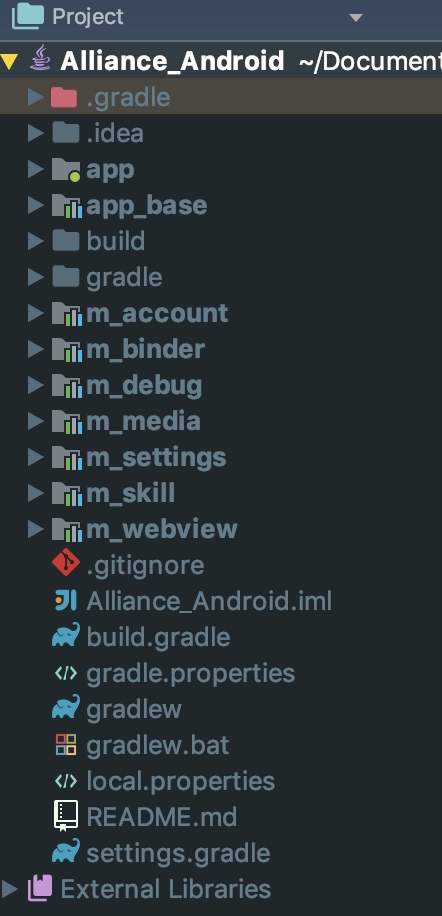 Project
Alliance_Android ~/Document
.gradle
.idea
app
app_base
build
gradle
m_account
m_binder
m_debug
m_media
m_settings
m_skill
m_webview
.gitignore
Alliance_Android.iml
build.gradle
gradle.properties
gradlew
gradlew.bat
local.properties
README.md
settings.gradle
External Libraries